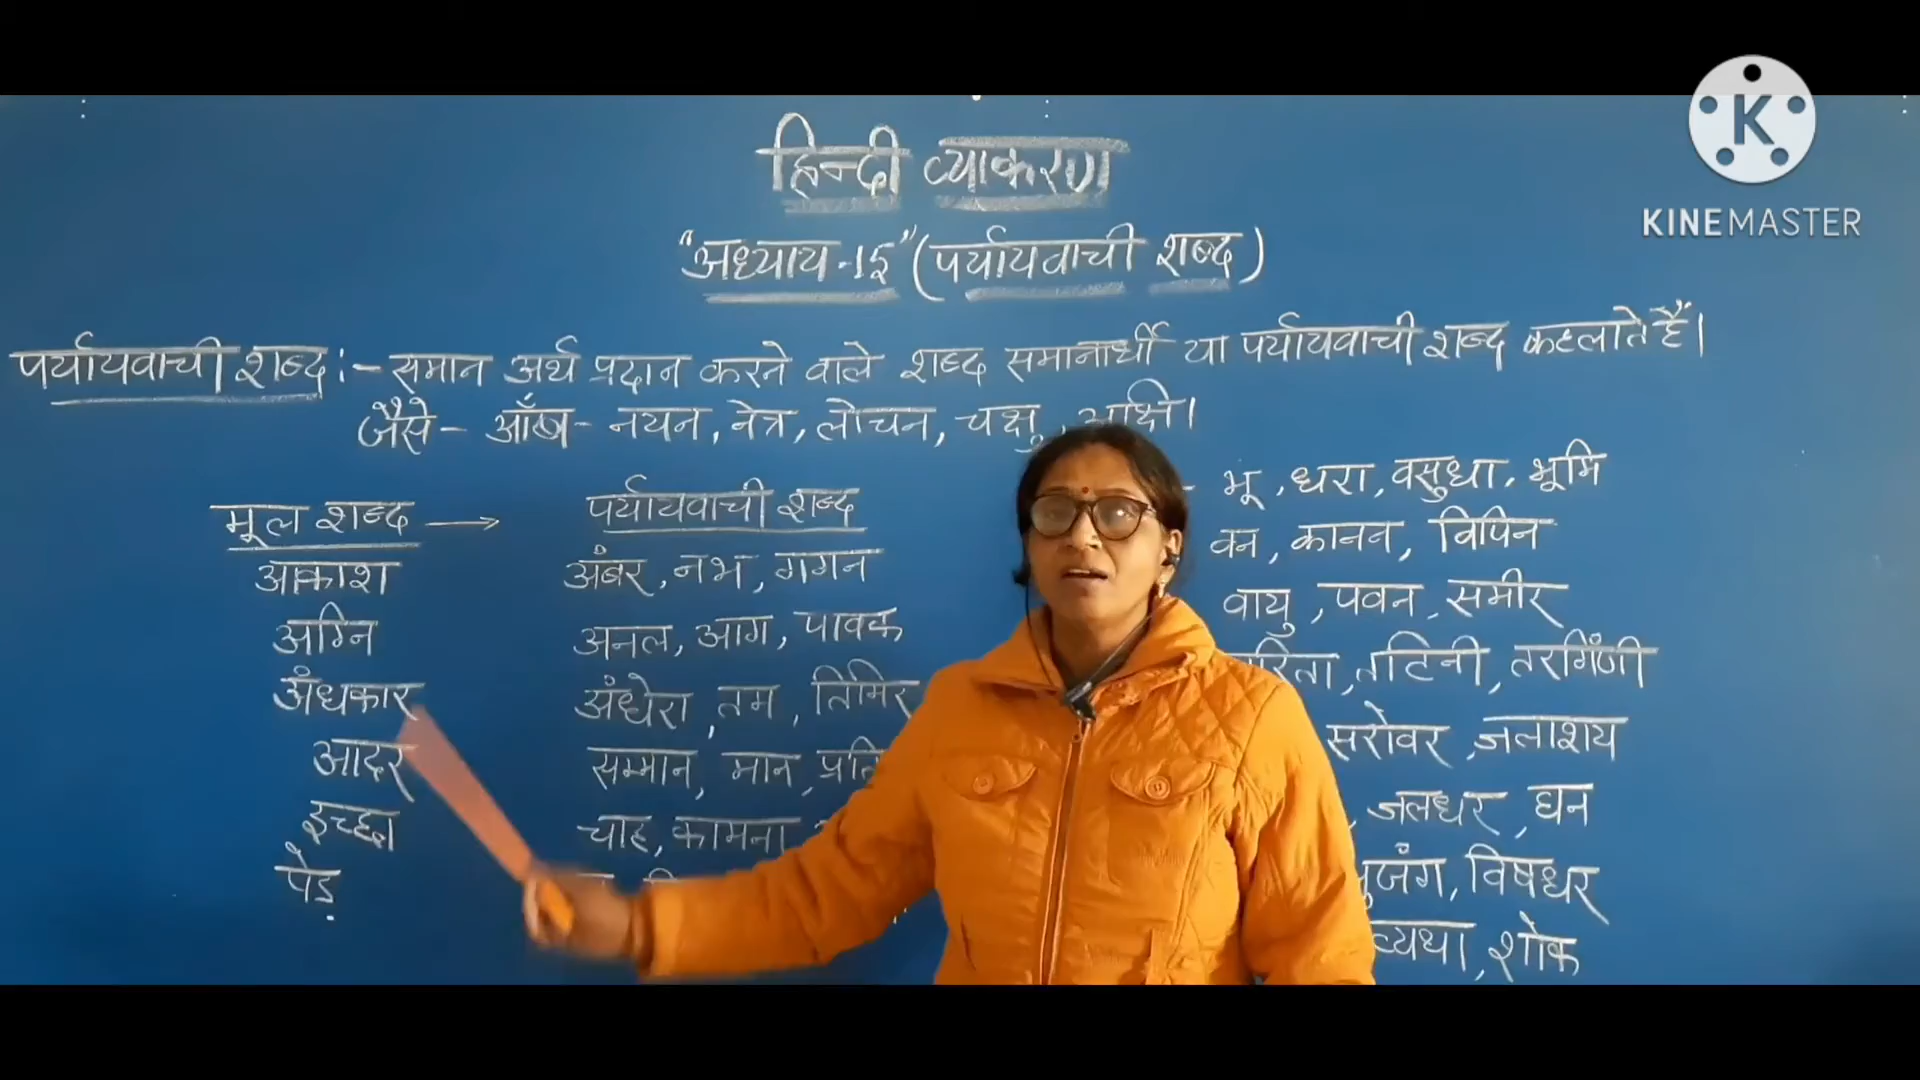 हिन्दी व्याकरण
KINEMASTER
"अध्याय-15" (पर्यायवाची शब्द)
पर्यायवाची शब्द :- समान अर्थ प्रदान करने वाले शब्द समानार्थी या पर्यायवाची शब्द कहलाते हैं।
जैसे- आँख- नयन, नेत्र, लोचन, चक्षु, अक्षि।
मूल शब्द → पर्यायवाची शब्द
आकाश अंबर, नभ, गगन
अग्नि अनल, आग, पावक
अंधकार अंधेरा, तम, तिमिर
आदर सम्मान, मान,
इच्छा चाह, कामना
पेड़
- भू, धरा, वसुधा, भूमि
वन, कानन, विपिन
वायु, पवन, समीर
तटिनी, तरंगिणी
सरोवर, जलाशय
, जलधर, घन
विषधर
व्यथा, शोक